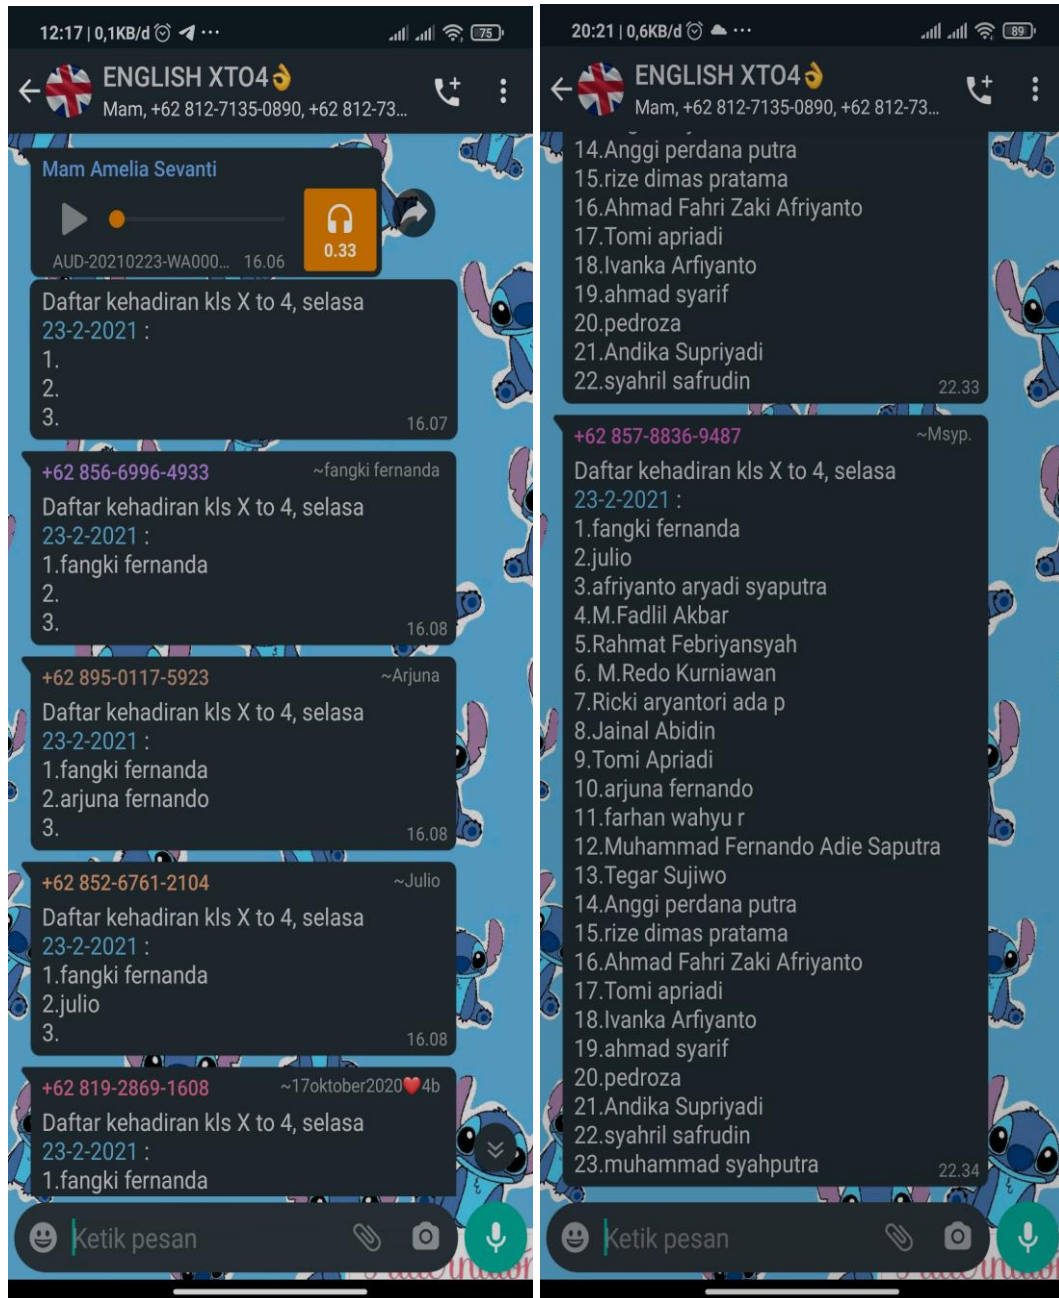 12:17 | 0,1KB/d ···
75
ENGLISH XTO4👌
Mam, +62 812-7135-0890, +62 812-73...
Mam Amelia Sevanti
0.33
AUD-20210223-WA000... 16.06
Daftar kehadiran kls X to 4, selasa
23-2-2021 :
1.
2.
3.
16.07
+62 856-6996-4933 ~fangki fernanda
Daftar kehadiran kls X to 4, selasa
23-2-2021 :
1.fangki fernanda
2.
3.
16.08
+62 895-0117-5923 ~Arjuna
Daftar kehadiran kls X to 4, selasa
23-2-2021 :
1.fangki fernanda
2.arjuna fernando
3.
16.08
+62 852-6761-2104 ~Julio
Daftar kehadiran kls X to 4, selasa
23-2-2021 :
1.fangki fernanda
2.julio
3.
16.08
+62 819-2869-1608 ~17oktober2020❤4b
Daftar kehadiran kls X to 4, selasa
23-2-2021 :
1.fangki fernanda
Ketik pesan
20:21 | 0,6KB/d ···
89
ENGLISH XTO4👌
Mam, +62 812-7135-0890, +62 812-73...
14.Anggi perdana putra
15.rize dimas pratama
16.Ahmad Fahri Zaki Afriyanto
17.Tomi apriadi
18.Ivanka Arfiyanto
19.ahmad syarif
20.pedroza
21.Andika Supriyadi
22.syahril safrudin
22.33
+62 857-8836-9487 ~Msyp.
Daftar kehadiran kls X to 4, selasa
23-2-2021 :
1.fangki fernanda
2.julio
3.afriyanto aryadi syaputra
4.M.Fadlil Akbar
5.Rahmat Febriyansyah
6. M.Redo Kurniawan
7.Ricki aryantori ada p
8.Jainal Abidin
9.Tomi Apriadi
10.arjuna fernando
11.farhan wahyu r
12.Muhammad Fernando Adie Saputra
13.Tegar Sujiwo
14.Anggi perdana putra
15.rize dimas pratama
16.Ahmad Fahri Zaki Afriyanto
17.Tomi apriadi
18.Ivanka Arfiyanto
19.ahmad syarif
20.pedroza
21.Andika Supriyadi
22.syahril safrudin
23.muhammad syahputra
22.34
Ketik pesan